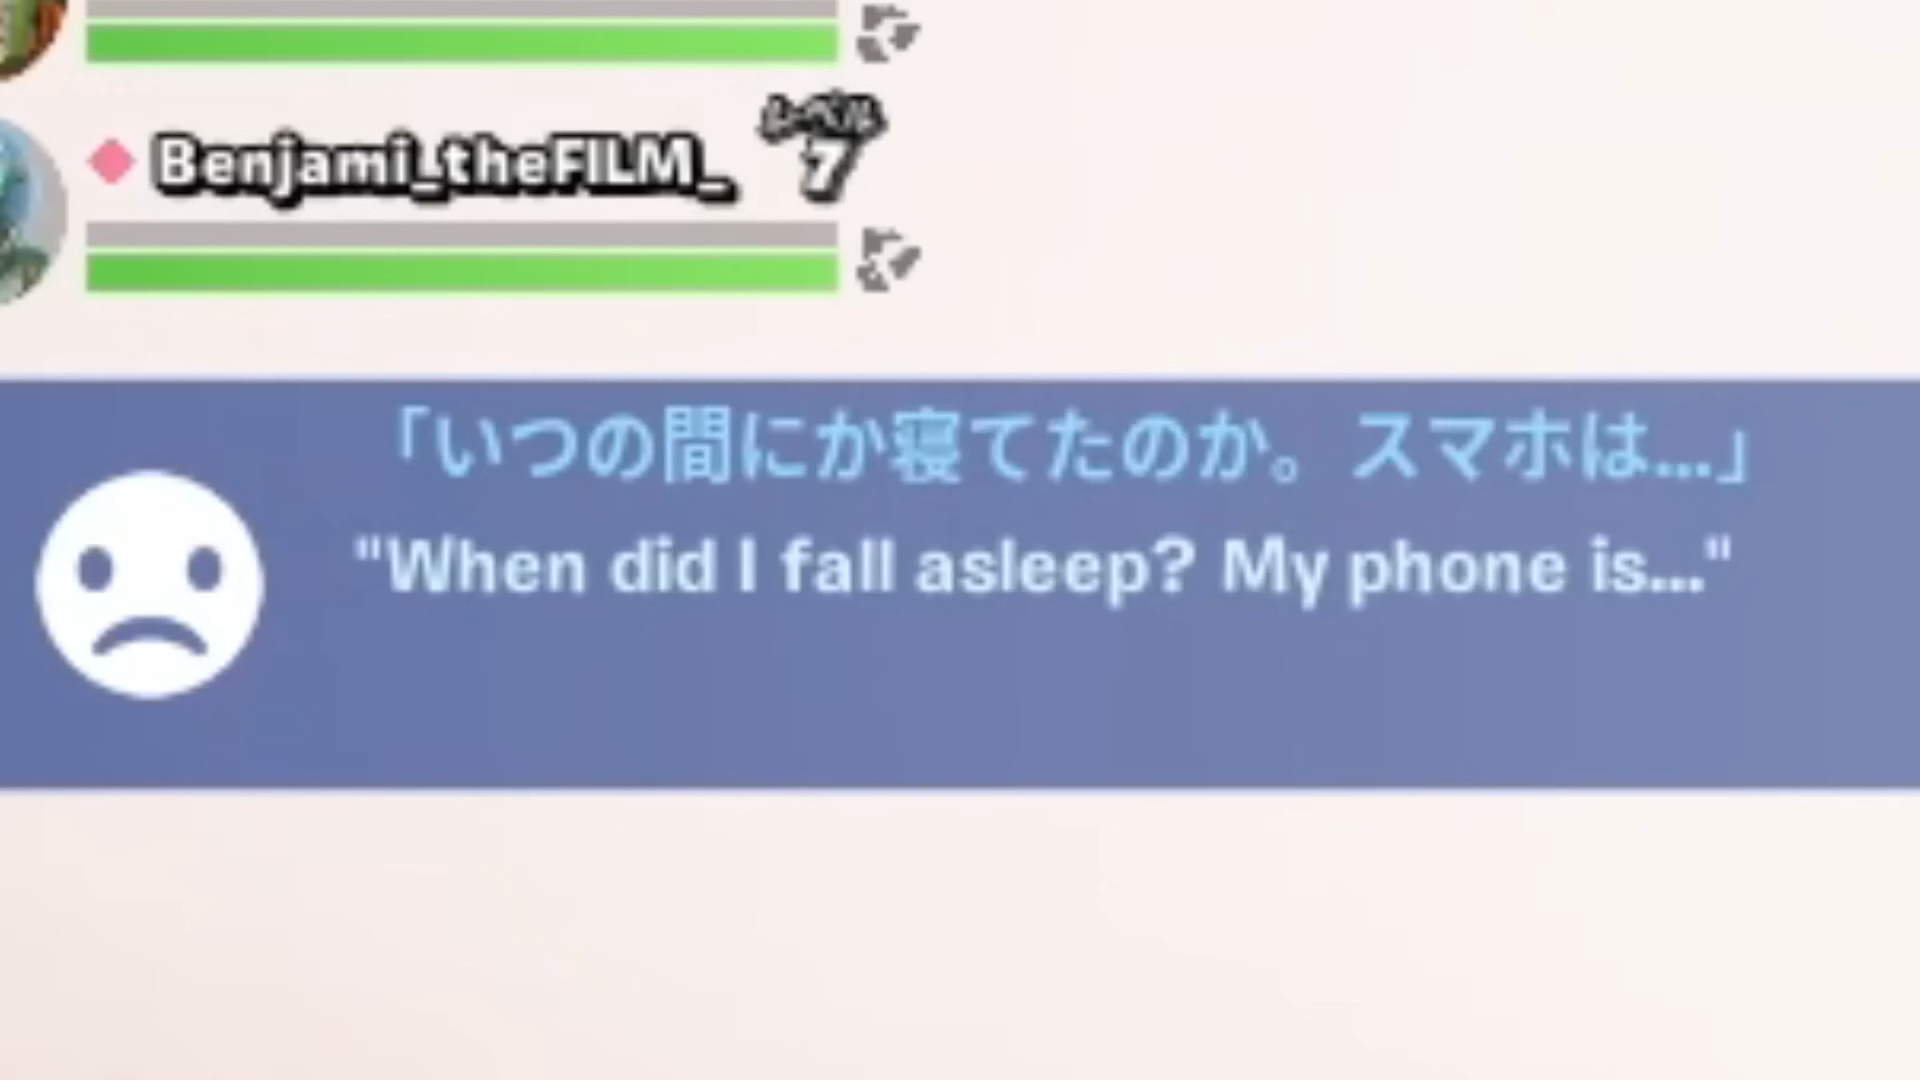 レベル
Benjami_theFILM_ 7
「いつの間にか寝てたのか。スマホは...」
"When did I fall asleep? My phone is..."